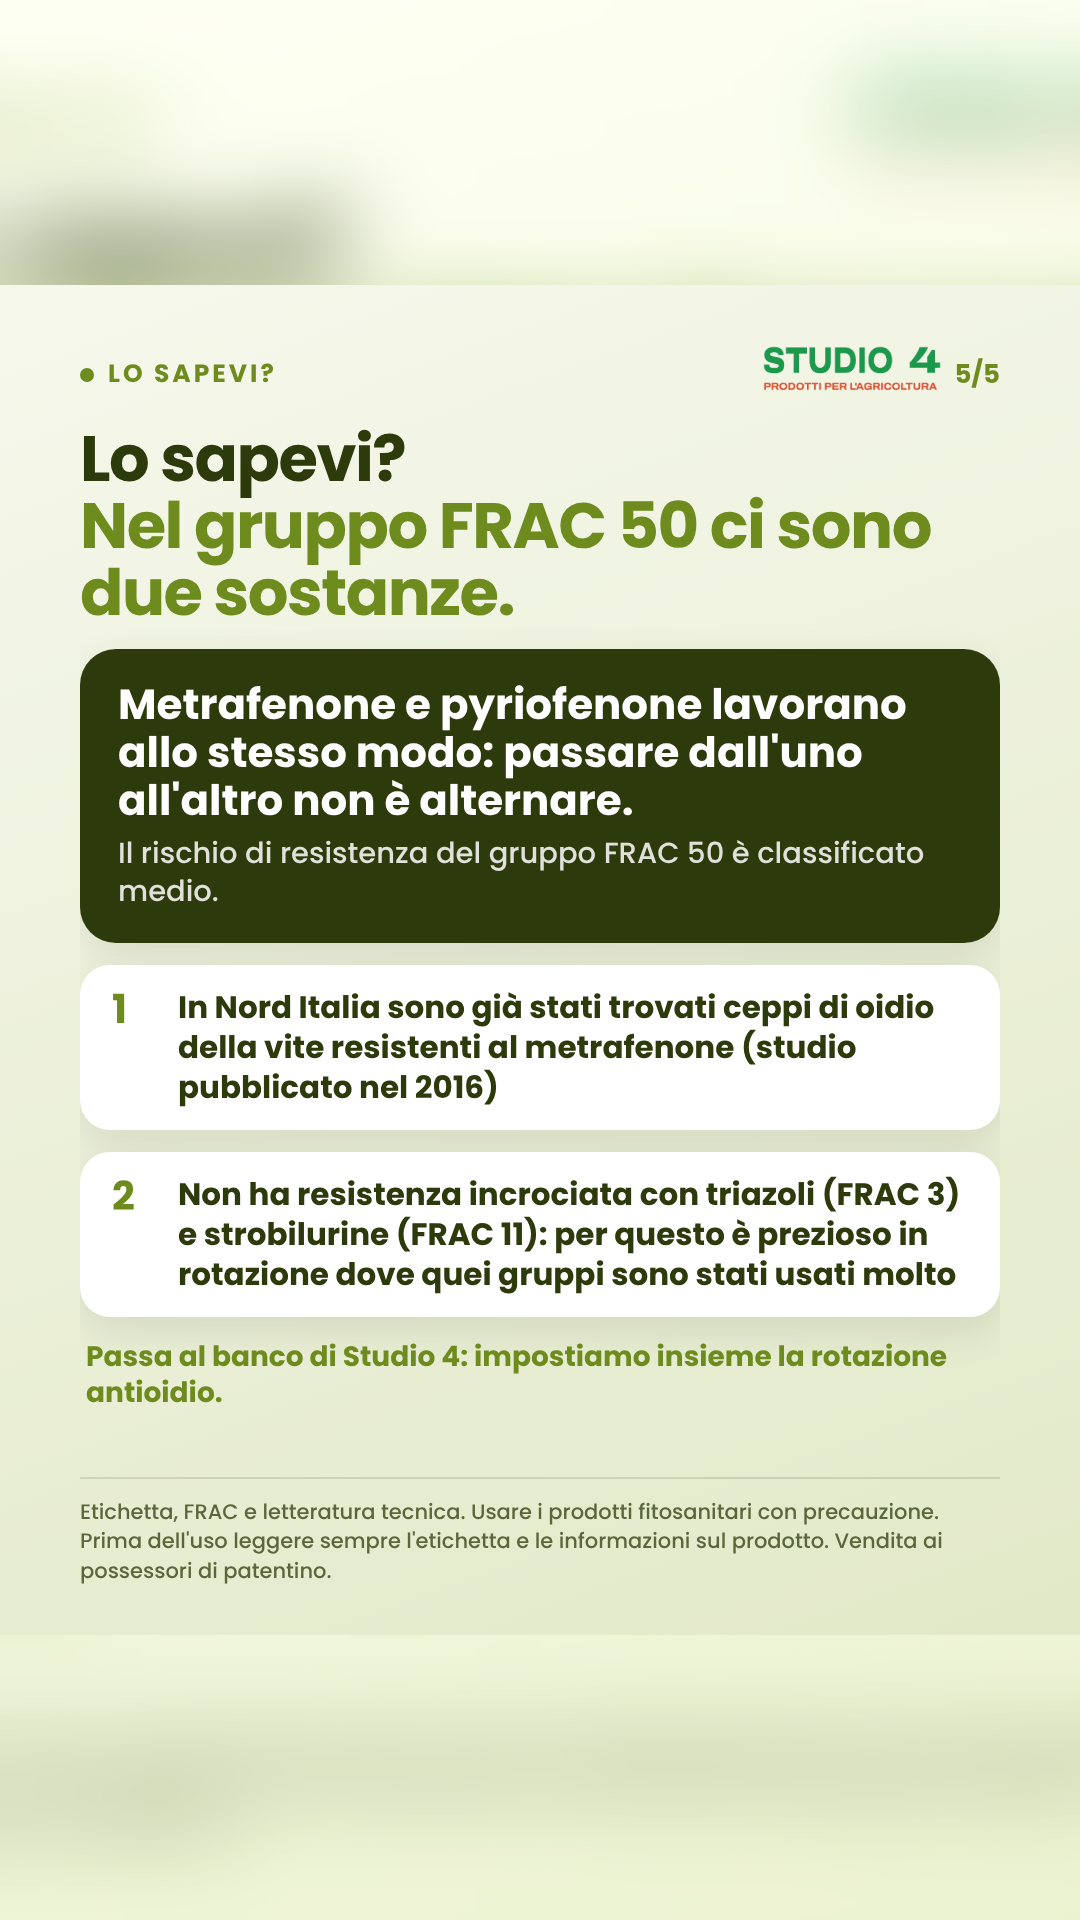 LO SAPEVI?
STUDIO 4
PRODOTTI PER L'AGRICOLTURA
5/5
Lo sapevi?
Nel gruppo FRAC 50 ci sono
due sostanze.
Metrafenone e pyriofenone lavorano
allo stesso modo: passare dall'uno
all'altro non è alternare.
Il rischio di resistenza del gruppo FRAC 50 è classificato
medio.
1
In Nord Italia sono già stati trovati ceppi di oidio
della vite resistenti al metrafenone (studio
pubblicato nel 2016)
2
Non ha resistenza incrociata con triazoli (FRAC 3)
e strobilurine (FRAC 11): per questo è prezioso in
rotazione dove quei gruppi sono stati usati molto
Passa al banco di Studio 4: impostiamo insieme la rotazione
antioidio.
Etichetta, FRAC e letteratura tecnica. Usare i prodotti fitosanitari con precauzione.
Prima dell'uso leggere sempre l'etichetta e le informazioni sul prodotto. Vendita ai
possessori di patentino.